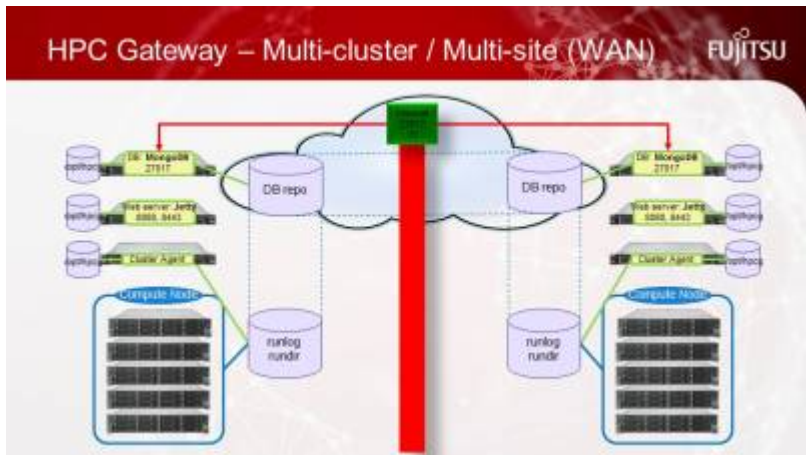 HPC Gateway – Multi-cluster / Multi-site (WAN)
FUJITSU
DB: MongoDB
27017
DB repo
Web server: Jetty
8080, 8443
Cluster Agent
Compute Node
runlog
rundir
DB repo
DB: MongoDB
27017
Web server: Jetty
8080, 8443
Cluster Agent
Compute Node
runlog
rundir